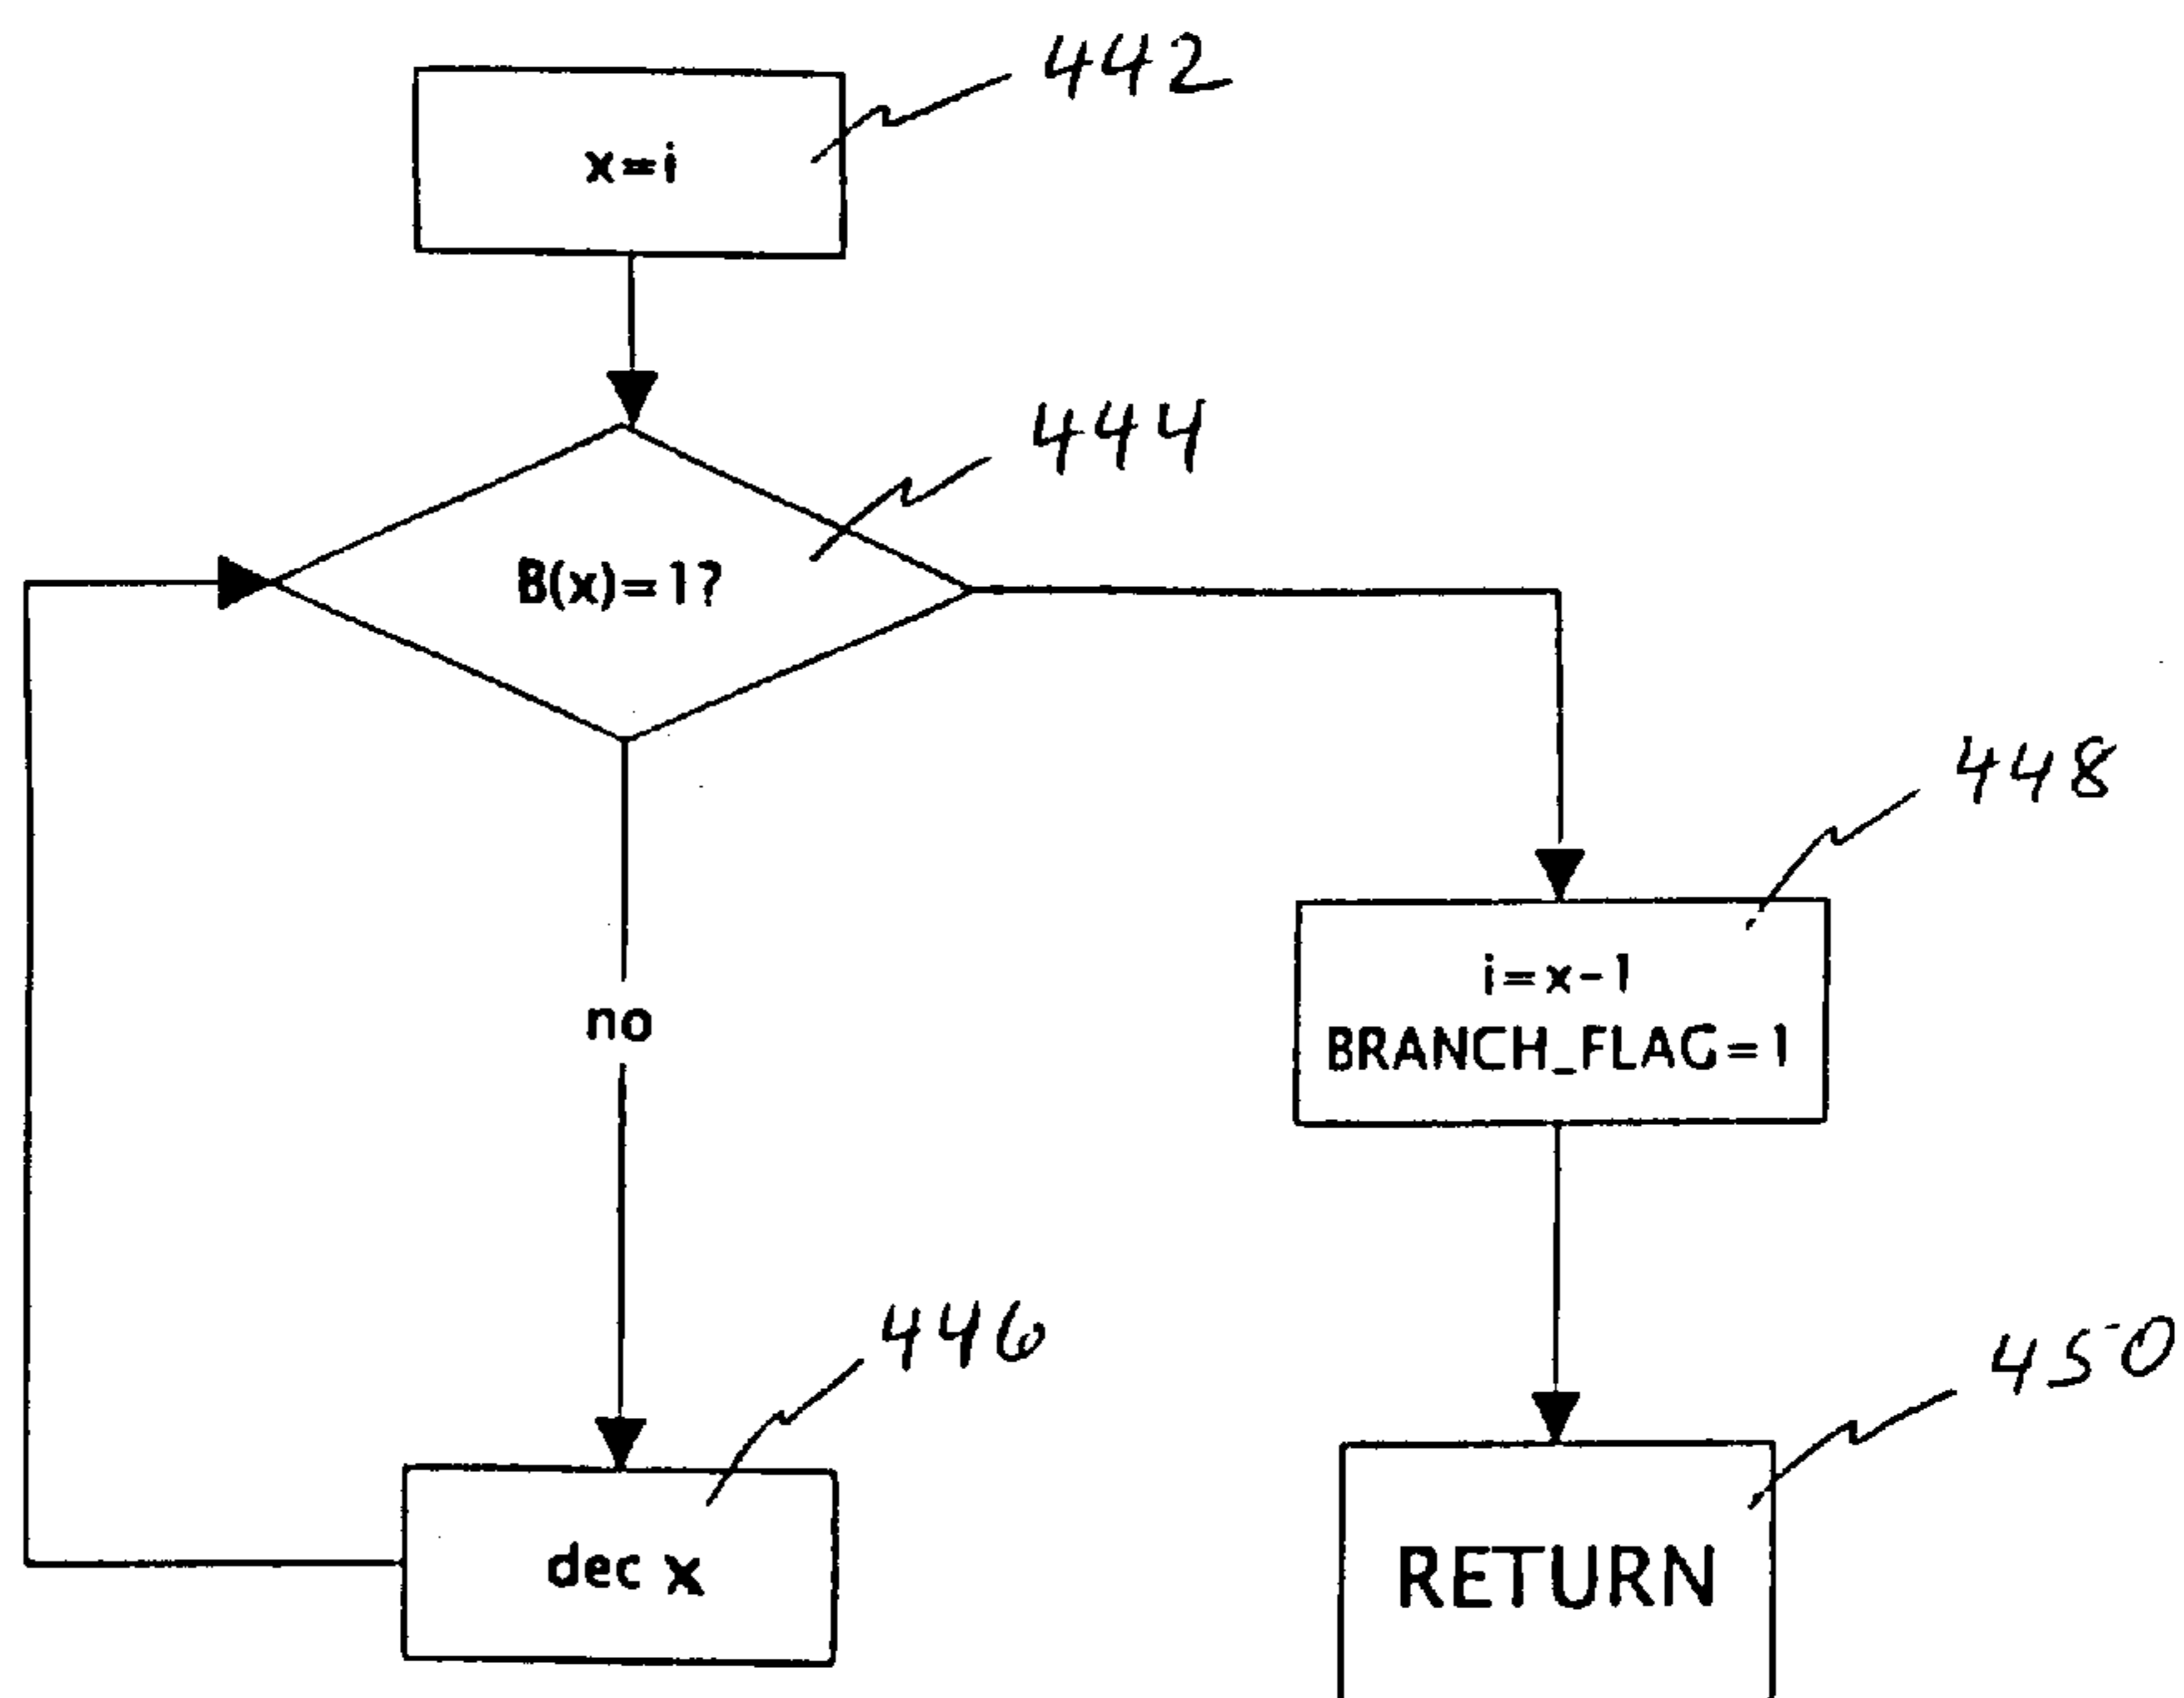 442
x=i
444
B(x)=1?
448
i=x-1
BRANCH_FLAG=1
no
446
450
dec x
RETURN